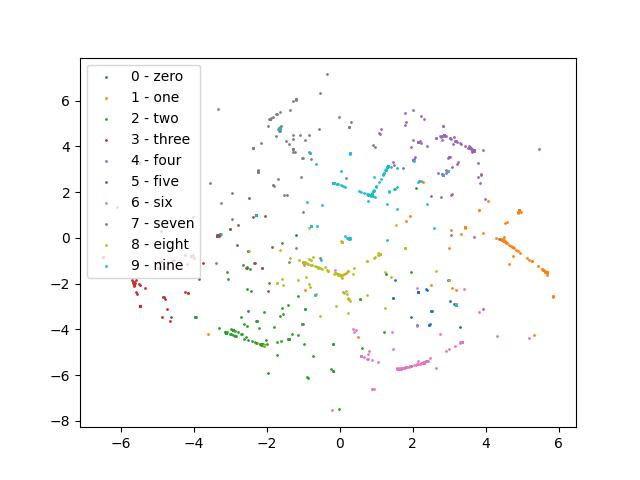 0 - zero
1 - one
2 - two
3 - three
4 - four
5 - five
6 - six
7 - seven
8 - eight
9 - nine
6
4
2
0
−2
−4
−6
−8
−6 −4 −2 0 2 4 6